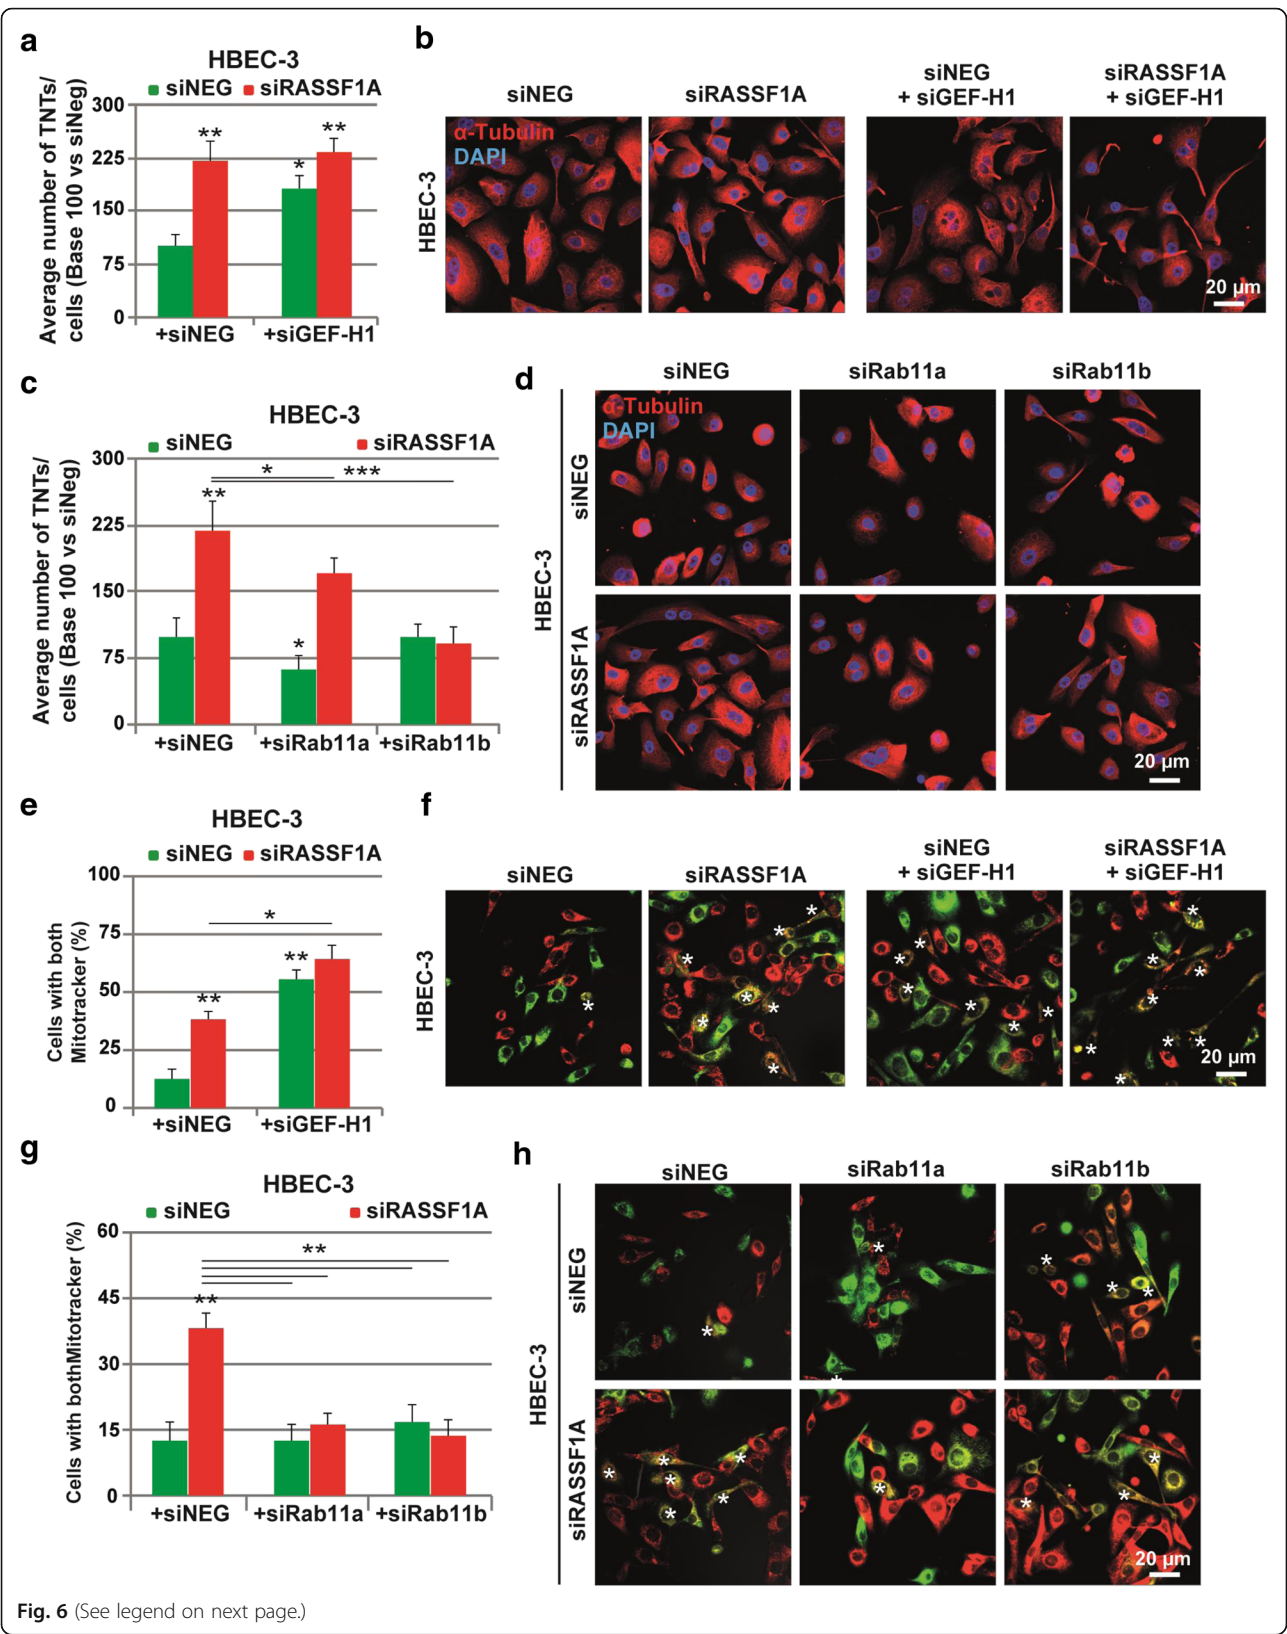 a
HBEC-3
siNEG siRASSF1A
Average number of TNTs/
cells (Base 100 vs siNeg)
300
225
150
75
0
** ** *
+siNEG +siGEF-H1
b
siNEG siRASSF1A siNEG
+ siGEF-H1 siRASSF1A
+ siGEF-H1
HBEC-3
α-Tubulin
DAPI
20 µm
c
HBEC-3
siNEG siRASSF1A
Average number of TNTs/
cells (Base 100 vs siNeg)
300
225
150
75
0
* ***
**
*
+siNEG +siRab11a +siRab11b
d
siNEG siRab11a siRab11b
HBEC-3
siNEG
siRASSF1A
α-Tubulin
DAPI
20 µm
e
HBEC-3
siNEG siRASSF1A
Cells with both
Mitotracker (%)
100
75
50
25
0
*
** **
+siNEG +siGEF-H1
f
siNEG siRASSF1A siNEG
+ siGEF-H1 siRASSF1A
+ siGEF-H1
HBEC-3
20 µm
g
HBEC-3
siNEG siRASSF1A
Cells with bothMitotracker (%)
60
45
30
15
0
**
**
+siNEG +siRab11a +siRab11b
h
siNEG siRab11a siRab11b
HBEC-3
siNEG
siRASSF1A
20 µm
Fig. 6 (See legend on next page.)